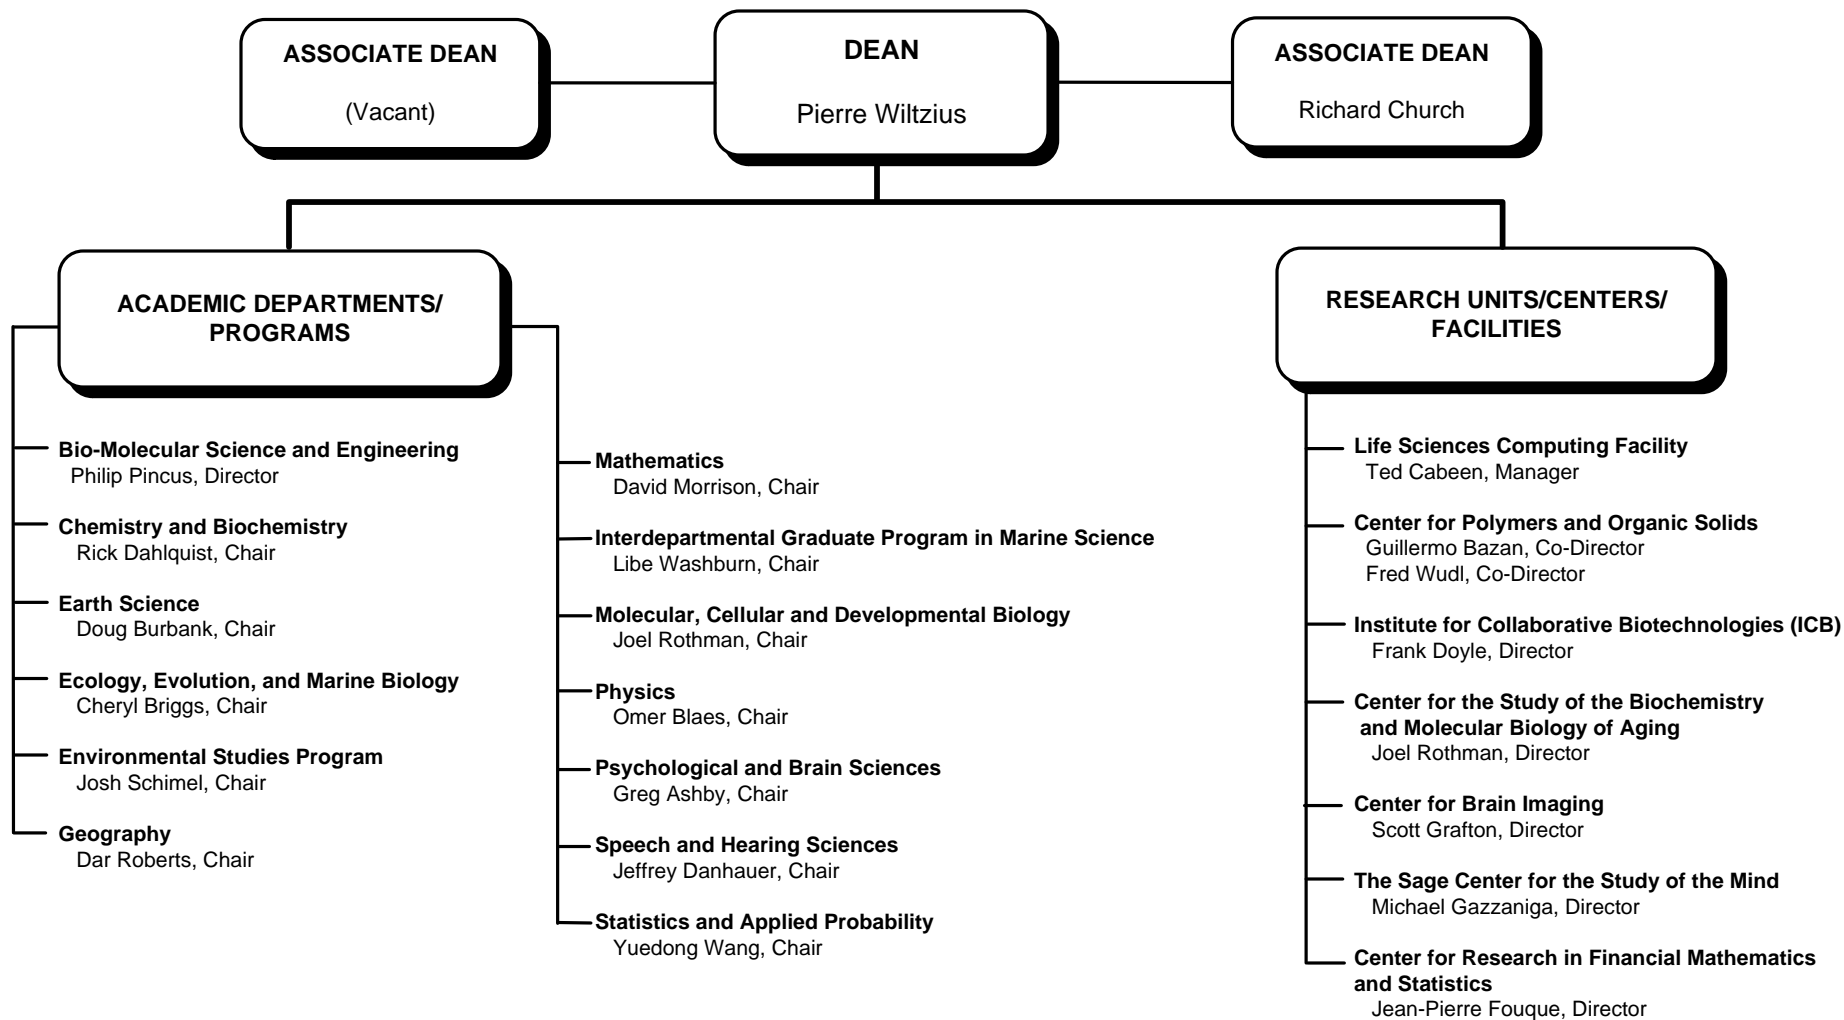 ASSOCIATE DEAN
(Vacant)
DEAN
Pierre Wiltzius
ASSOCIATE DEAN
Richard Church
ACADEMIC DEPARTMENTS/
PROGRAMS
Bio-Molecular Science and Engineering
Philip Pincus, Director
Chemistry and Biochemistry
Rick Dahlquist, Chair
Earth Science
Doug Burbank, Chair
Ecology, Evolution, and Marine Biology
Cheryl Briggs, Chair
Environmental Studies Program
Josh Schimel, Chair
Geography
Dar Roberts, Chair
Mathematics
David Morrison, Chair
Interdepartmental Graduate Program in Marine Science
Libe Washburn, Chair
Molecular, Cellular and Developmental Biology
Joel Rothman, Chair
Physics
Omer Blaes, Chair
Psychological and Brain Sciences
Greg Ashby, Chair
Speech and Hearing Sciences
Jeffrey Danhauer, Chair
Statistics and Applied Probability
Yuedong Wang, Chair
RESEARCH UNITS/CENTERS/
FACILITIES
Life Sciences Computing Facility
Ted Cabeen, Manager
Center for Polymers and Organic Solids
Guillermo Bazan, Co-Director
Fred Wudl, Co-Director
Institute for Collaborative Biotechnologies (ICB)
Frank Doyle, Director
Center for the Study of the Biochemistry
and Molecular Biology of Aging
Joel Rothman, Director
Center for Brain Imaging
Scott Grafton, Director
The Sage Center for the Study of the Mind
Michael Gazzaniga, Director
Center for Research in Financial Mathematics
and Statistics
Jean-Pierre Fouque, Director